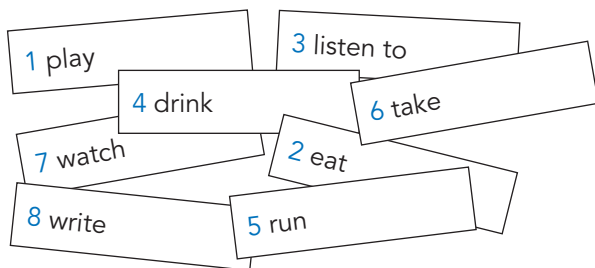 1 play
3 listen to
4 drink
6 take
7 watch
2 eat
8 write
5 run